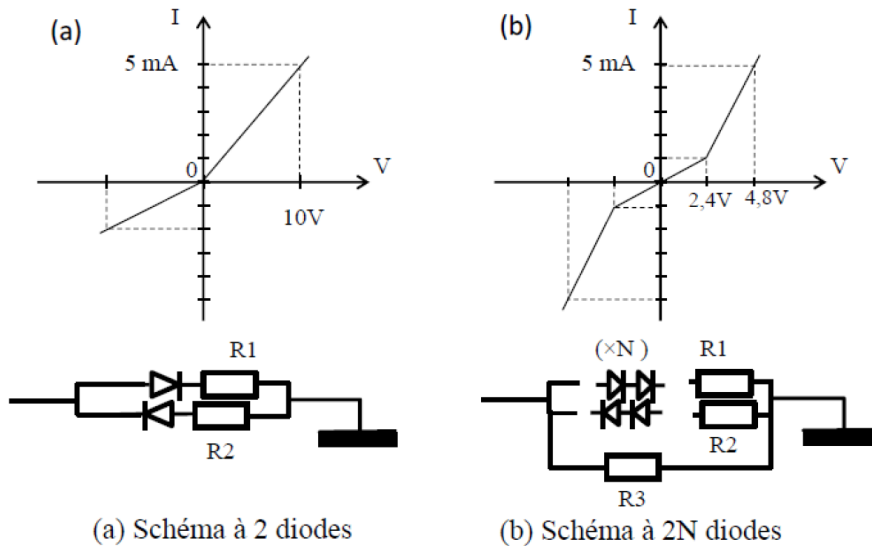 (a)
I
5 mA
0
V
10V
R1
R2
(a) Schéma à 2 diodes
(b)
I
5 mA
0
V
2,4V
4,8V
(×N )
R1
R2
R3
(b) Schéma à 2N diodes